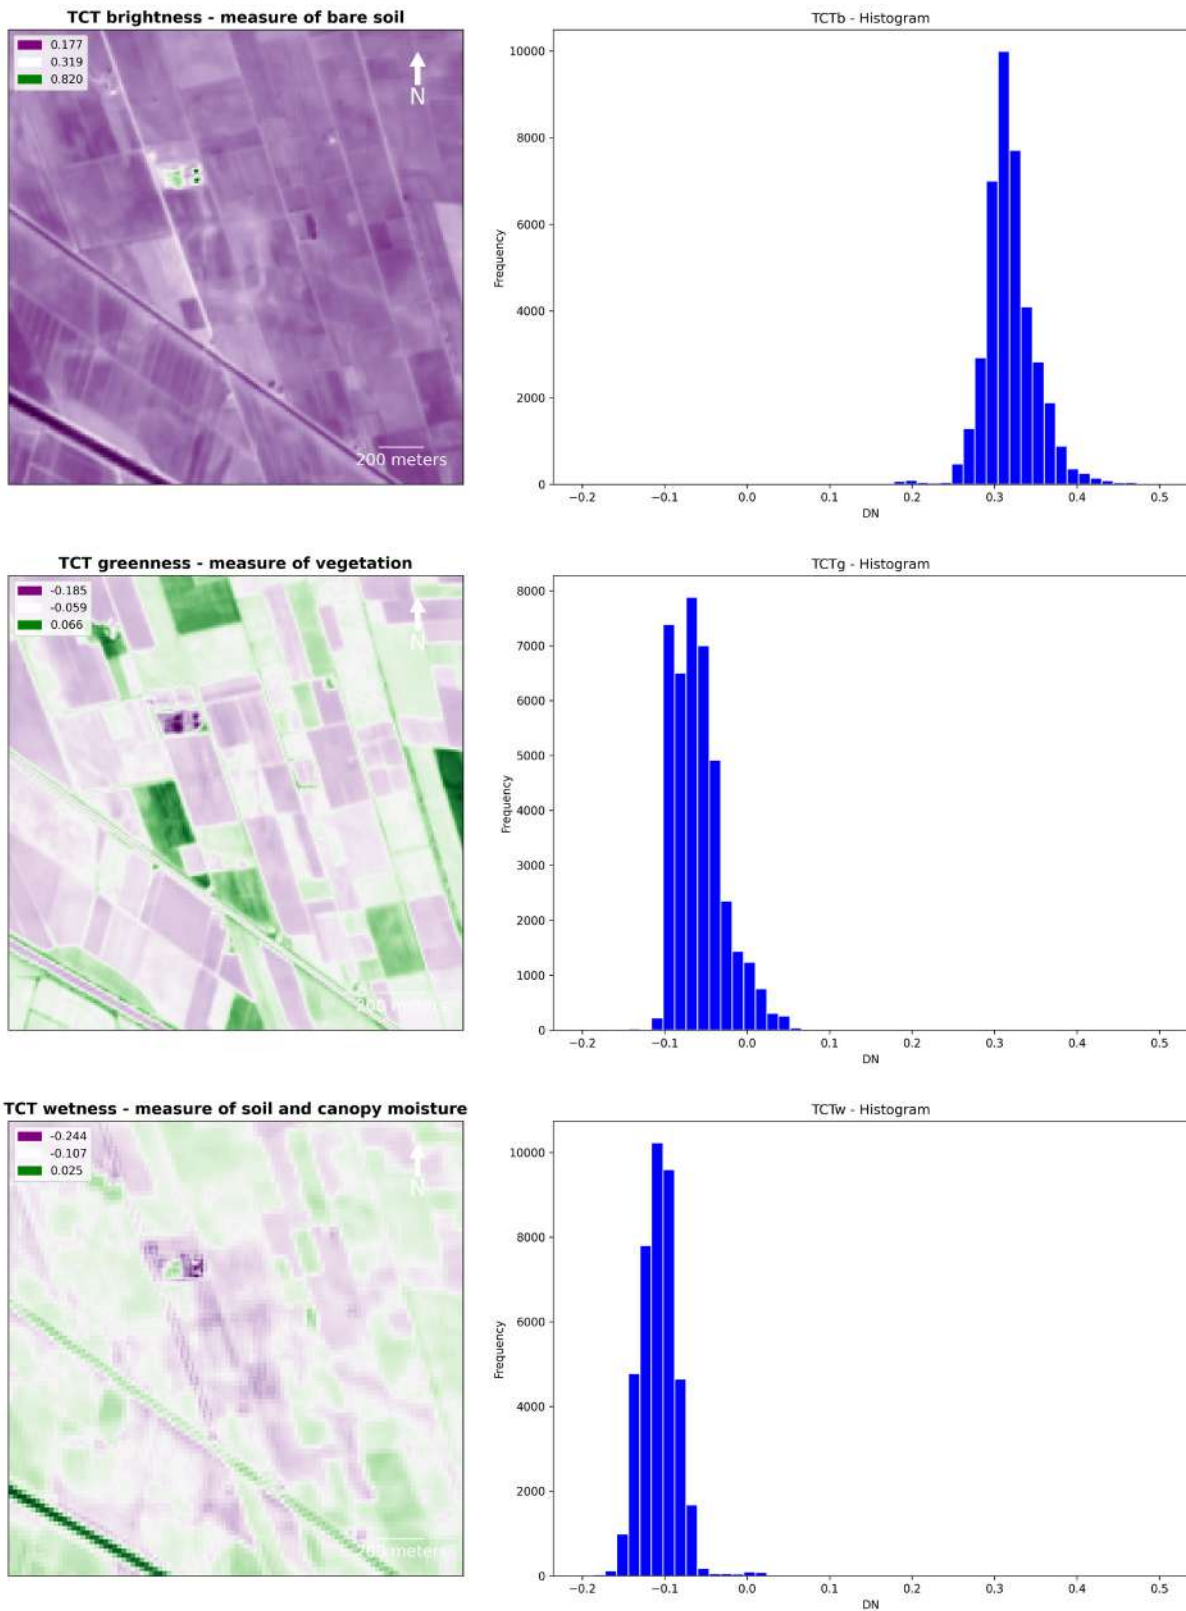 TCT brightness - measure of bare soil
0.177
0.319
0.820
N
200 meters
TCTb - Histogram
Frequency
10000
8000
6000
4000
2000
0
−0.2 −0.1 0.0 0.1 0.2 0.3 0.4 0.5
DN
TCT greenness - measure of vegetation
-0.185
-0.059
0.066
N
200 meters
TCTg - Histogram
Frequency
8000
7000
6000
5000
4000
3000
2000
1000
0
−0.2 −0.1 0.0 0.1 0.2 0.3 0.4 0.5
DN
TCT wetness - measure of soil and canopy moisture
-0.244
-0.107
0.025
N
200 meters
TCTw - Histogram
Frequency
10000
8000
6000
4000
2000
0
−0.2 −0.1 0.0 0.1 0.2 0.3 0.4 0.5
DN